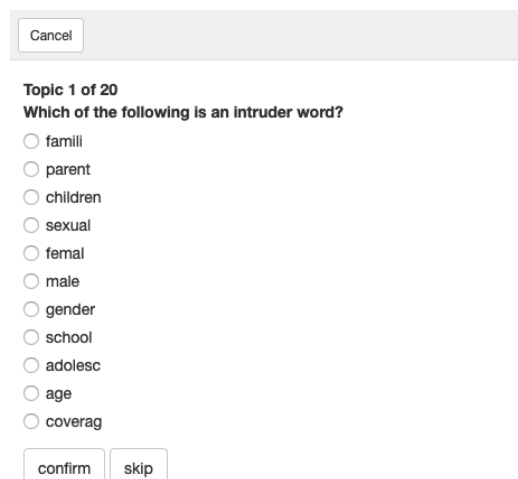 Cancel
Topic 1 of 20
Which of the following is an intruder word?
famili
parent
children
sexual
femal
male
gender
school
adolesc
age
coverag
confirm skip